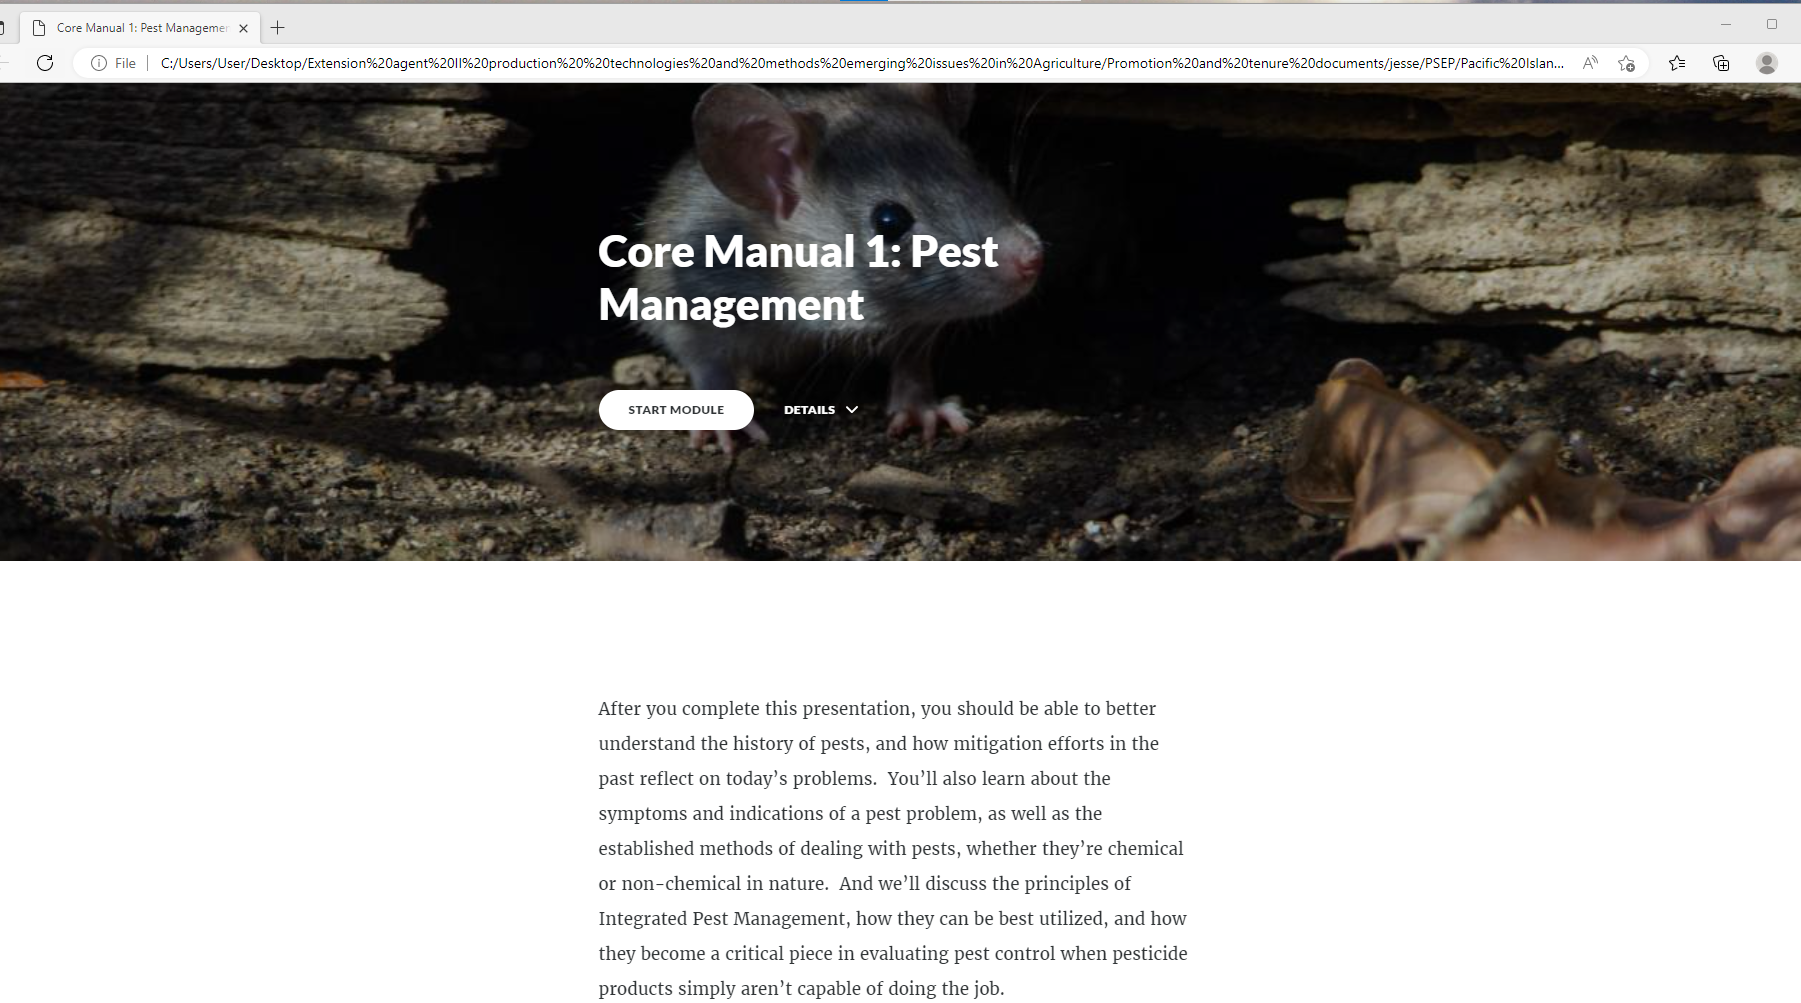 Core Manual 1: Pest Managemen
File
C:/Users/User/Desktop/Extension%20agent%20II%20production%20%20technologies%20and%20methods%20emerging%20issues%20in%20Agriculture/Promotion%20and%20tenure%20documents/jesse/PSEP/Pacific%20Islan...
Core Manual 1: Pest
Management
START MODULE DETAILS
After you complete this presentation, you should be able to better
understand the history of pests, and how mitigation efforts in the
past reflect on today’s problems.  You’ll also learn about the
symptoms and indications of a pest problem, as well as the
established methods of dealing with pests, whether they’re chemical
or non-chemical in nature.  And we’ll discuss the principles of
Integrated Pest Management, how they can be best utilized, and how
they become a critical piece in evaluating pest control when pesticide
products simply aren’t capable of doing the job.